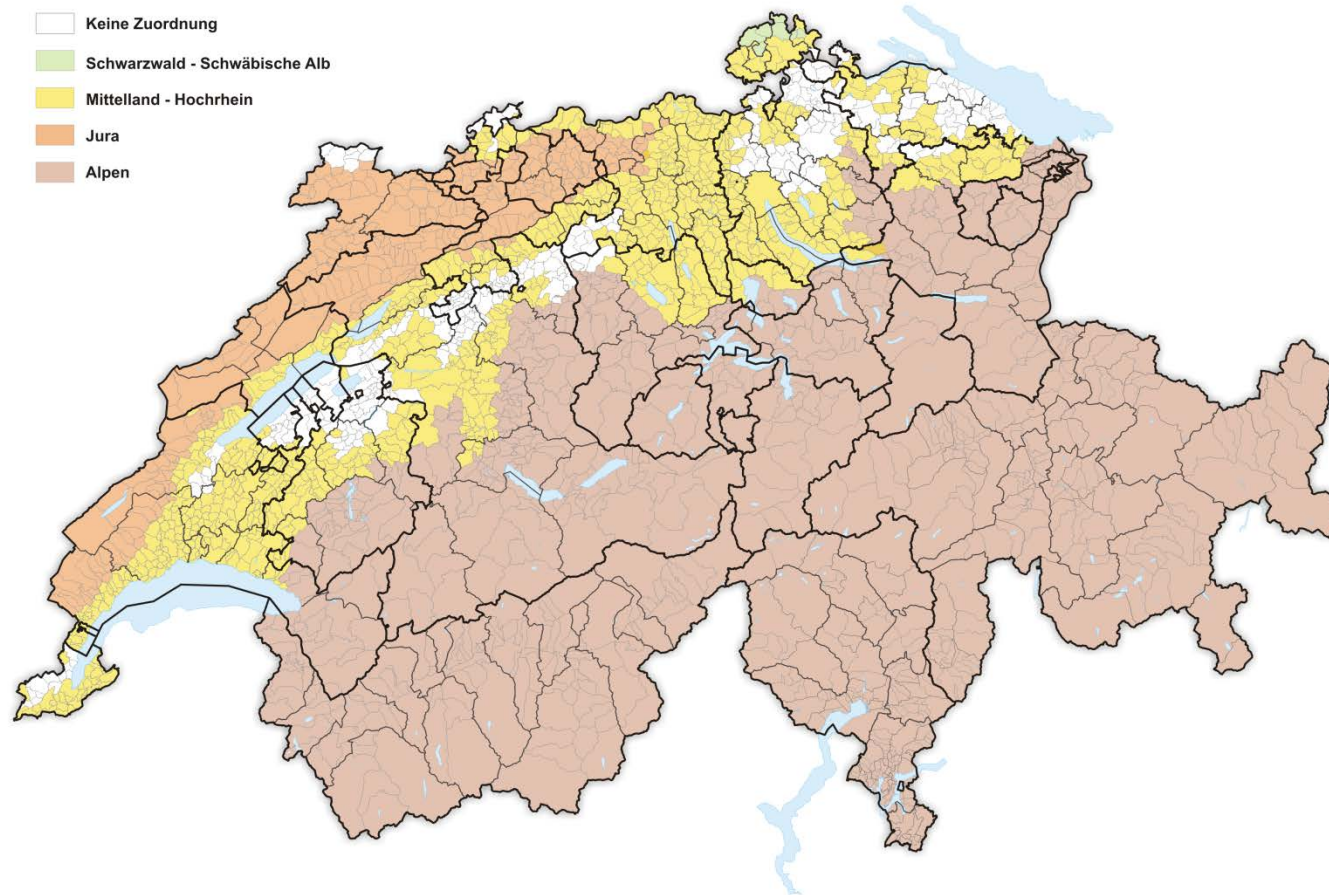 Keine Zuordnung
Schwarzwald - Schwäbische Alb
Mittelland - Hochrhein
Jura
Alpen